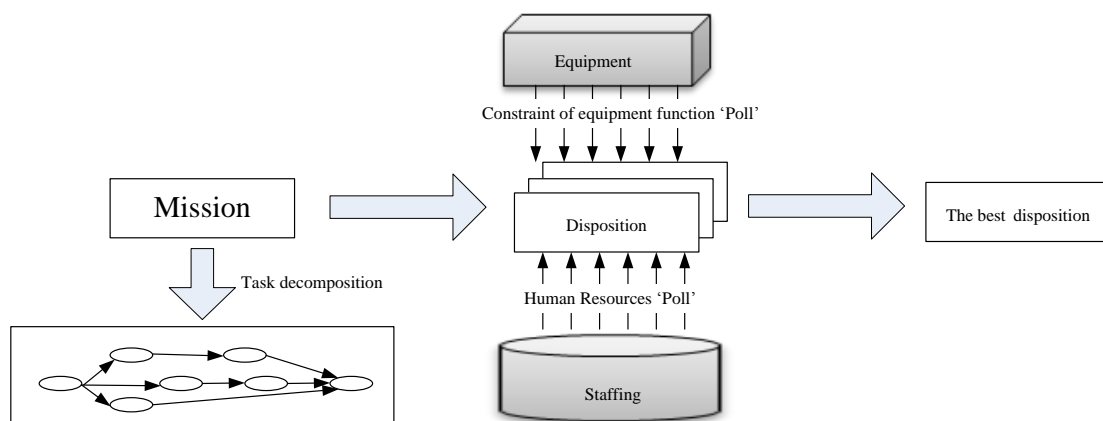 Equipment
Constraint of equipment function ‘Poll’
Mission
Disposition
The best disposition
Task decomposition
Human Resources ‘Poll’
Staffing